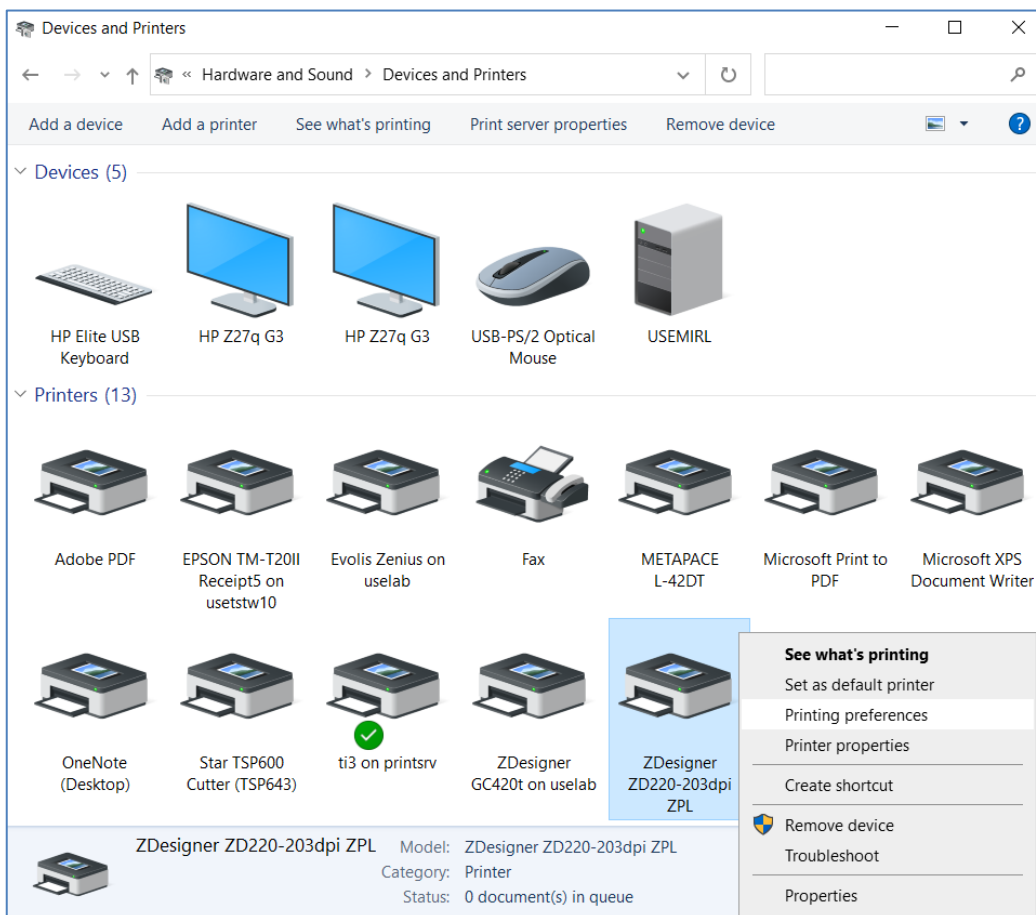 Devices and Printers
« Hardware and Sound > Devices and Printers
Add a device Add a printer See what's printing Print server properties Remove device ?
Devices (5)
HP Elite USB
Keyboard
HP Z27q G3
HP Z27q G3
USB-PS/2 Optical
Mouse
USEMIRL
Printers (13)
Adobe PDF
EPSON TM-T20II
Receipt5 on
usetstw10
Evolis Zenius on
uselab
Fax
METAPACE
L-42DT
Microsoft Print to
PDF
Microsoft XPS
Document Writer
OneNote
(Desktop)
Star TSP600
Cutter (TSP643)
ti3 on printsrv
ZDesigner
GC420t on uselab
ZDesigner
ZD220-203dpi
ZPL
See what's printing
Set as default printer
Printing preferences
Printer properties
Create shortcut
Remove device
Troubleshoot
Properties
ZDesigner ZD220-203dpi ZPL Model: ZDesigner ZD220-203dpi ZPL
Category: Printer
Status: 0 document(s) in queue